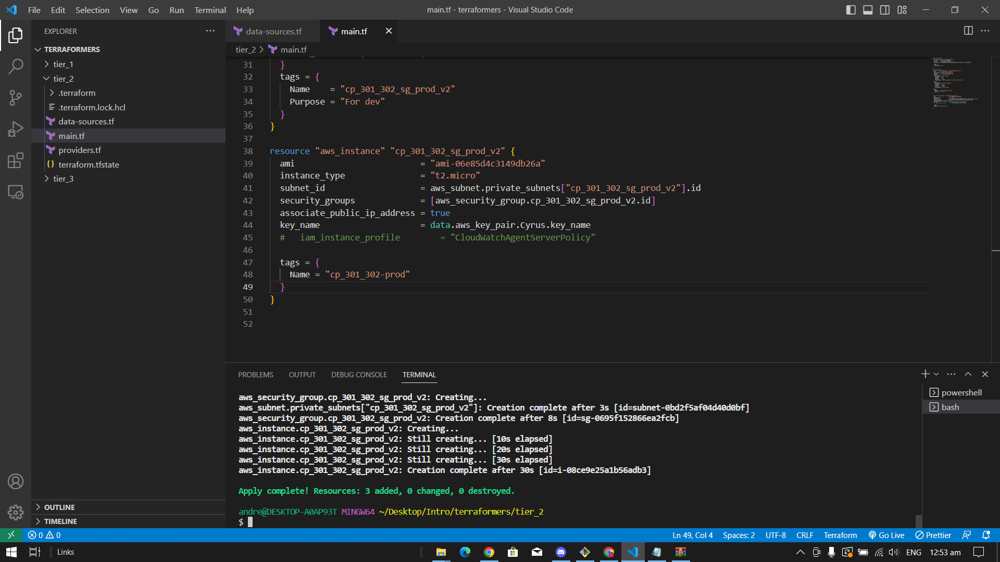 File Edit Selection View Go Run Terminal Help
main.tf - terraformers - Visual Studio Code
EXPLORER
TERRAFORMERS
tier_1
tier_2
.terraform
.terraform.lock.hcl
data-sources.tf
main.tf
providers.tf
{} terraform.tfstate
tier_3
OUTLINE
TIMELINE
data-sources.tf
main.tf
tier_2 > main.tf
31 }
32 tags = {
33 Name    = "cp_301_302_sg_prod_v2"
34 Purpose = "For dev"
35 }
36 }
37
38 resource "aws_instance" "cp_301_302_sg_prod_v2" {
39 ami                         = "ami-06e85d4c3149db26a"
40 instance_type               = "t2.micro"
41 subnet_id                   = aws_subnet.private_subnets["cp_301_302_sg_prod_v2"].id
42 security_groups             = [aws_security_group.cp_301_302_sg_prod_v2.id]
43 associate_public_ip_address = true
44 key_name                    = data.aws_key_pair.Cyrus.key_name
45 #   iam_instance_profile        = "CloudWatchAgentServerPolicy"
46
47 tags = {
48 Name = "cp_301_302-prod"
49 }
50 }
51
52
PROBLEMS OUTPUT DEBUG CONSOLE TERMINAL
powershell
bash
aws_security_group.cp_301_302_sg_prod_v2: Creating...
aws_subnet.private_subnets["cp_301_302_sg_prod_v2"]: Creation complete after 3s [id=subnet-0bd2f5af04d40d0bf]
aws_security_group.cp_301_302_sg_prod_v2: Creation complete after 8s [id=sg-0695f152866ea2fcb]
aws_instance.cp_301_302_sg_prod_v2: Creating...
aws_instance.cp_301_302_sg_prod_v2: Still creating... [10s elapsed]
aws_instance.cp_301_302_sg_prod_v2: Still creating... [20s elapsed]
aws_instance.cp_301_302_sg_prod_v2: Still creating... [30s elapsed]
aws_instance.cp_301_302_sg_prod_v2: Creation complete after 30s [id=i-08ce9e25a1b56adb3]
Apply complete! Resources: 3 added, 0 changed, 0 destroyed.
andre@DESKTOP-A0AP93T MINGW64 ~/Desktop/Intro/terraformers/tier_2
$
0 0
Ln 49, Col 4 Spaces: 2 UTF-8 CRLF Terraform Go Live Prettier
Links
ENG 12:53 am